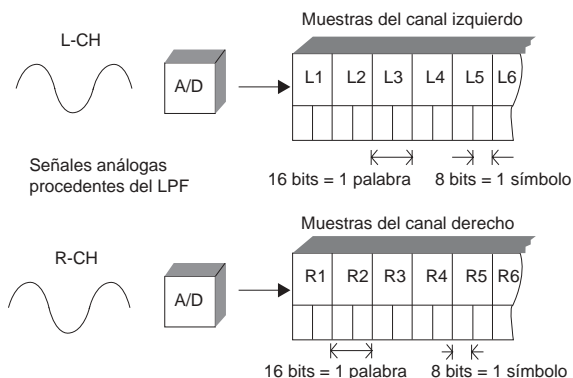 Muestras del canal izquierdo
L-CH
A/D
L1 L2 L3 L4 L5 L6
Señales análogas
procedentes del LPF
16 bits = 1 palabra 8 bits = 1 símbolo
Muestras del canal derecho
R-CH
A/D
R1 R2 R3 R4 R5 R6
16 bits = 1 palabra 8 bits = 1 símbolo